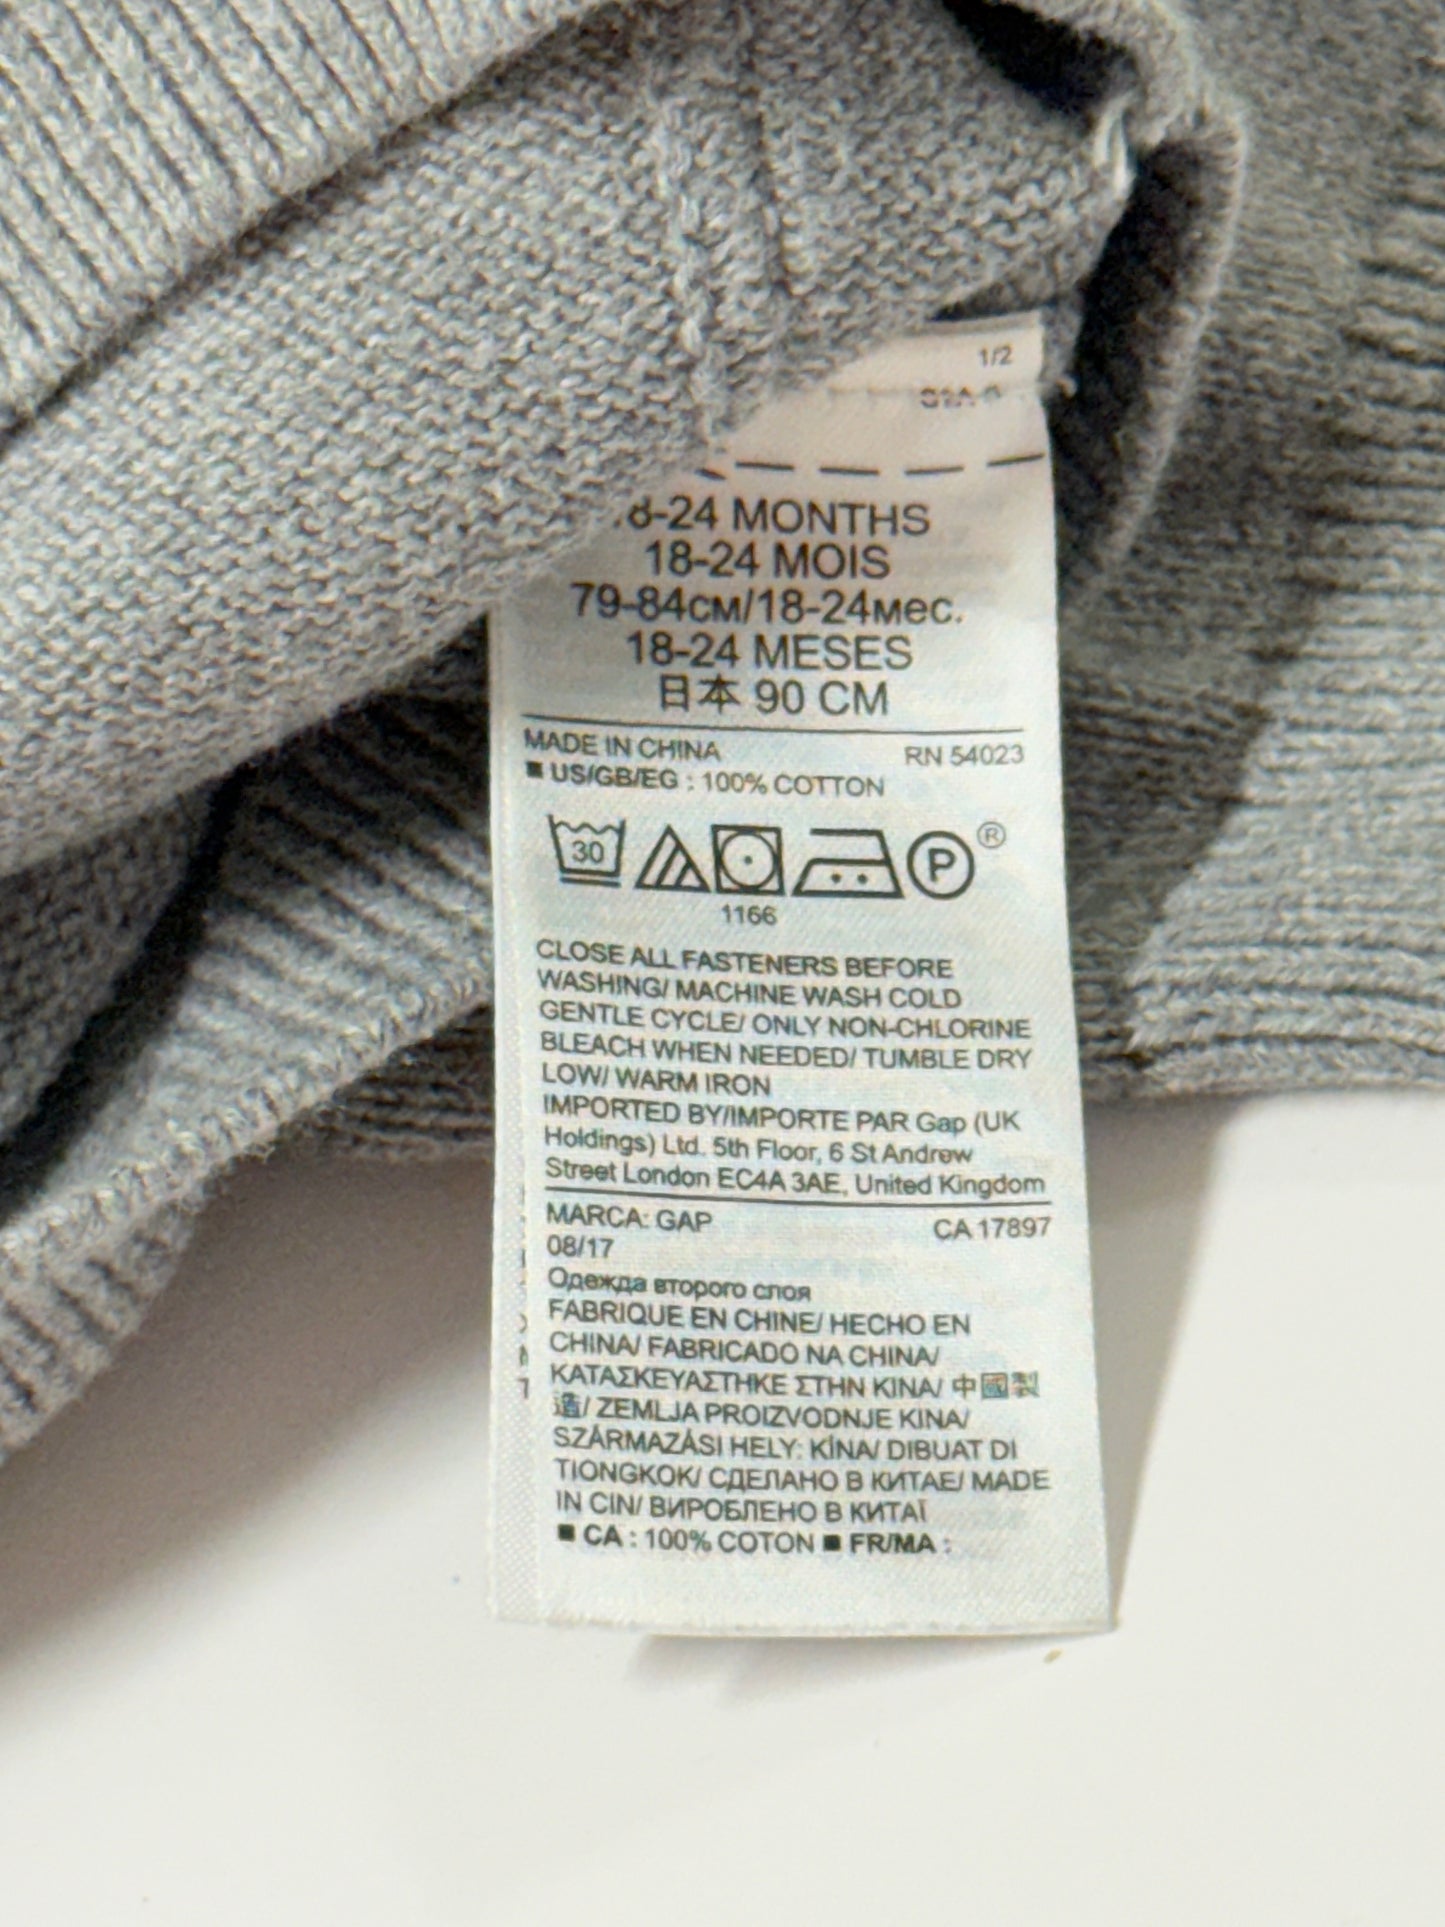 1/2
8-24 MONTHS
18-24 MOIS
79-84см/18-24мес.
18-24 MESES
日本 90 CM
MADE IN CHINA RN 54023
■ US/GB/EG : 100% COTTON
30 P ®
1166
CLOSE ALL FASTENERS BEFORE
WASHING/ MACHINE WASH COLD
GENTLE CYCLE/ ONLY NON-CHLORINE
BLEACH WHEN NEEDED/ TUMBLE DRY
LOW/ WARM IRON
IMPORTED BY/IMPORTE PAR Gap (UK
Holdings) Ltd. 5th Floor, 6 St Andrew
Street London EC4A 3AE, United Kingdom
MARCA: GAP CA 17897
08/17
Одежда второго слоя
FABRIQUE EN CHINE/ HECHO EN
CHINA/ FABRICADO NA CHINA/
ΚΑΤΑΣΚΕΥΑΣΤΗΚΕ ΣΤΗΝ ΚΙΝΑ/ 中國製
造/ ZEMLJA PROIZVODNJE KINA/
SZÁRMAZÁSI HELY: KÍNA/ DIBUAT DI
TIONGKOK/ СДЕЛАНО В КИТАЕ/ MADE
IN CIN/ ВИРОБЛЕНО В КИТАЇ
■ CA : 100% COTON ■ FR/MA :